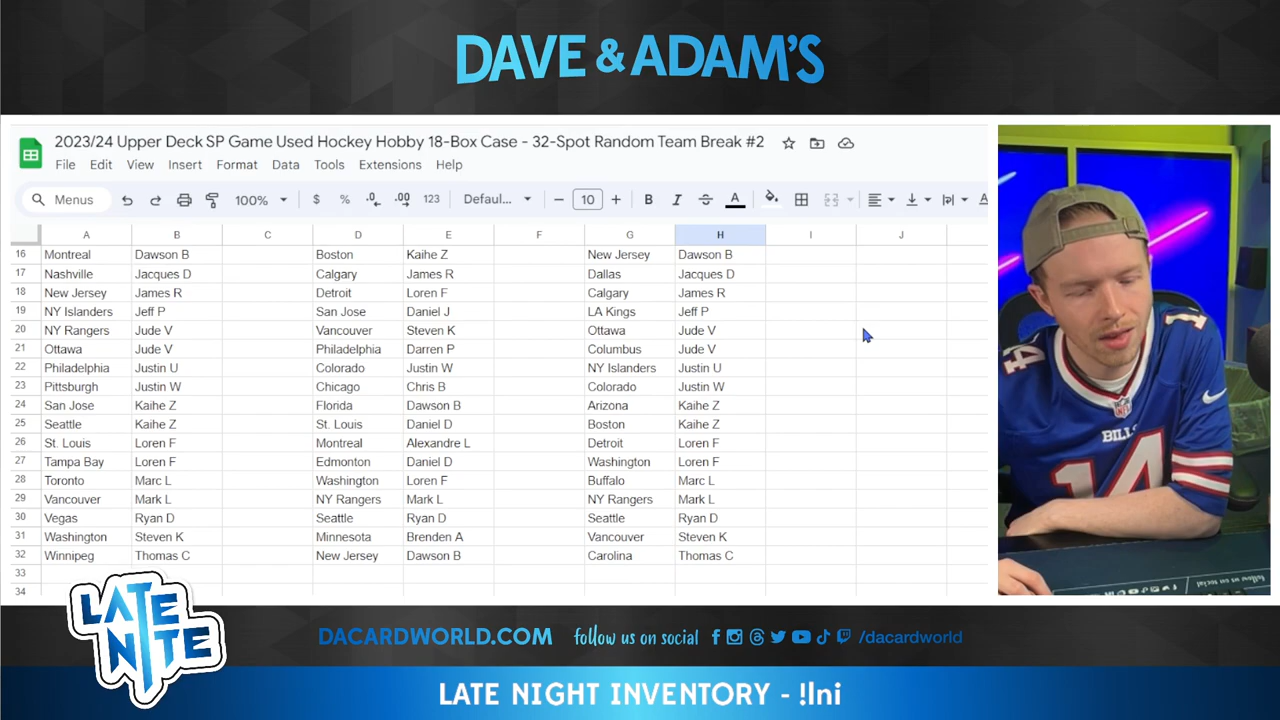 DAVE & ADAM'S
2023/24 Upper Deck SP Game Used Hockey Hobby 18-Box Case - 32-Spot Random Team Break #2
File Edit View Insert Format Data Tools Extensions Help
Menus 100% $ % .0 .00 123 Defaul... − 10 + B I A
A B C D E F G H I J
16 Montreal Dawson B Boston Kaihe Z New Jersey Dawson B
17 Nashville Jacques D Calgary James R Dallas Jacques D
18 New Jersey James R Detroit Loren F Calgary James R
19 NY Islanders Jeff P San Jose Daniel J LA Kings Jeff P
20 NY Rangers Jude V Vancouver Steven K Ottawa Jude V
21 Ottawa Jude V Philadelphia Darren P Columbus Jude V
22 Philadelphia Justin U Colorado Justin W NY Islanders Justin U
23 Pittsburgh Justin W Chicago Chris B Colorado Justin W
24 San Jose Kaihe Z Florida Dawson B Arizona Kaihe Z
25 Seattle Kaihe Z St. Louis Daniel D Boston Kaihe Z
26 St. Louis Loren F Montreal Alexandre L Detroit Loren F
27 Tampa Bay Loren F Edmonton Daniel D Washington Loren F
28 Toronto Marc L Washington Loren F Buffalo Marc L
29 Vancouver Mark L NY Rangers Mark L NY Rangers Mark L
30 Vegas Ryan D Seattle Ryan D Seattle Ryan D
31 Washington Steven K Minnesota Brenden A Vancouver Steven K
32 Winnipeg Thomas C New Jersey Dawson B Carolina Thomas C
33
34
14
BILLS
14
LATE
NITE
DACARDWORLD.COM follow us on social /dacardworld
LATE NIGHT INVENTORY - !lni